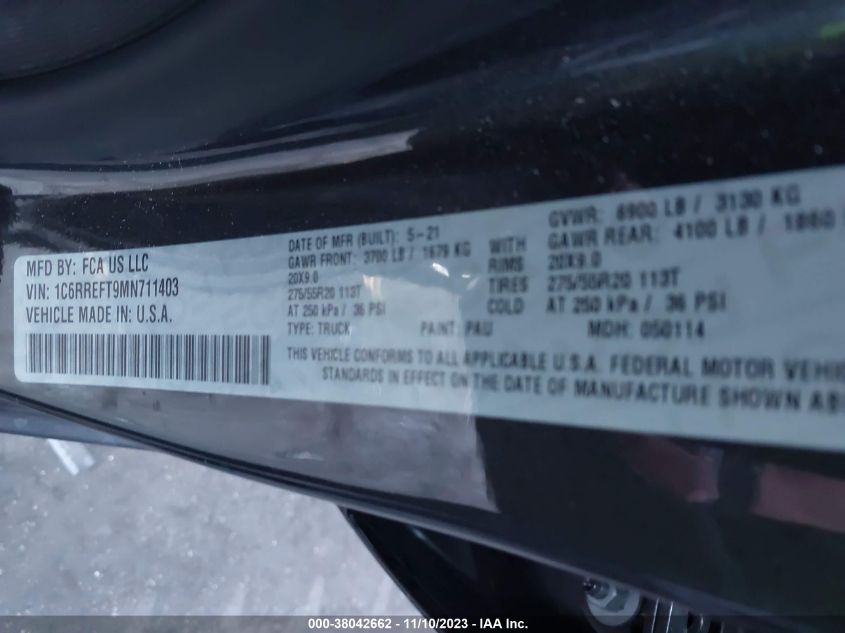 MFD BY: FCA US LLC
VIN: 1C6RREFT9MN711403
VEHICLE MADE IN: U.S.A.
DATE OF MFR (BUILT): 5-21
GAWR FRONT: 3700 LB / 1679 KG
20X9.0
275/55R20 113T
AT 250 kPa / 36 PSI
TYPE: TRUCK PAINT: PAU MDH: 050114
WITH
RIMS
TIRES
COLD
GVWR: 6900 LB / 3130 KG
GAWR REAR: 4100 LB / 1860
20X9.0
275/55R20 113T
AT 250 kPa / 36 PSI
THIS VEHICLE CONFORMS TO ALL APPLICABLE U.S.A. FEDERAL MOTOR VEHIC
STANDARDS IN EFFECT ON THE DATE OF MANUFACTURE SHOWN AB
000-38042662 - 11/10/2023 - IAA Inc.